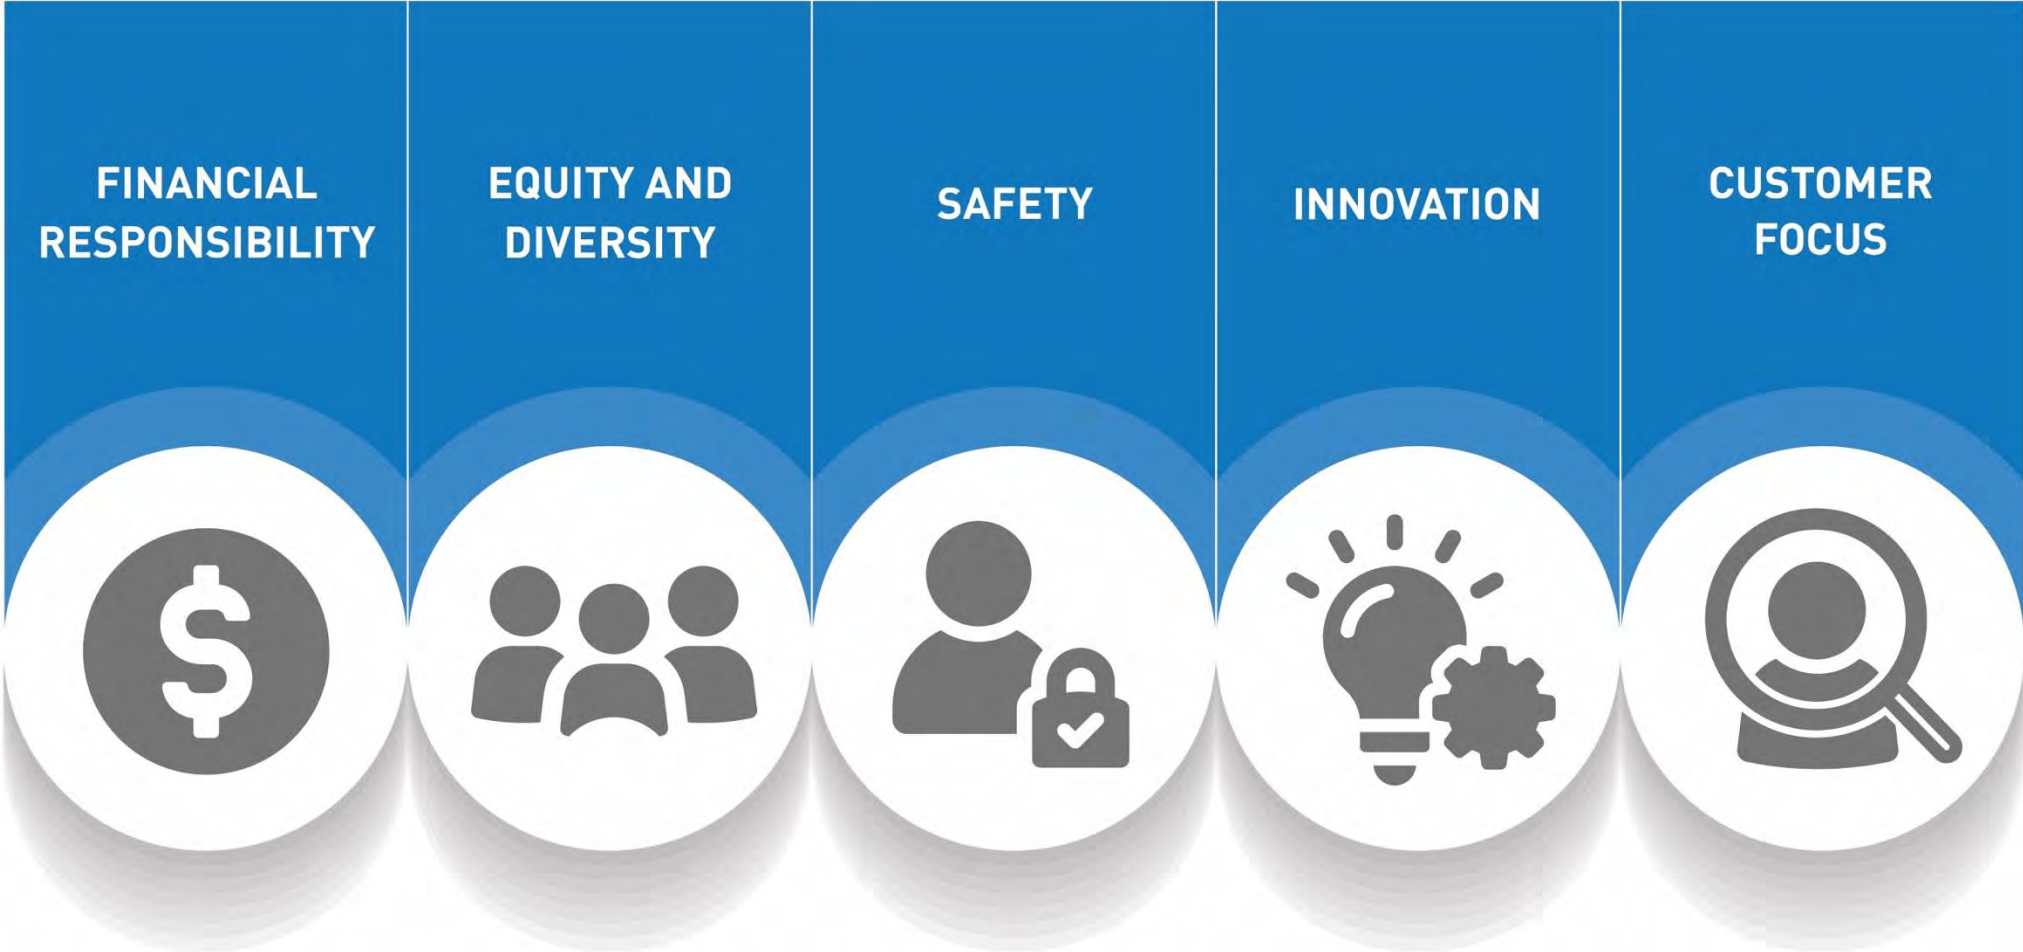 FINANCIAL
RESPONSIBILITY
EQUITY AND
DIVERSITY
SAFETY
INNOVATION
CUSTOMER
FOCUS